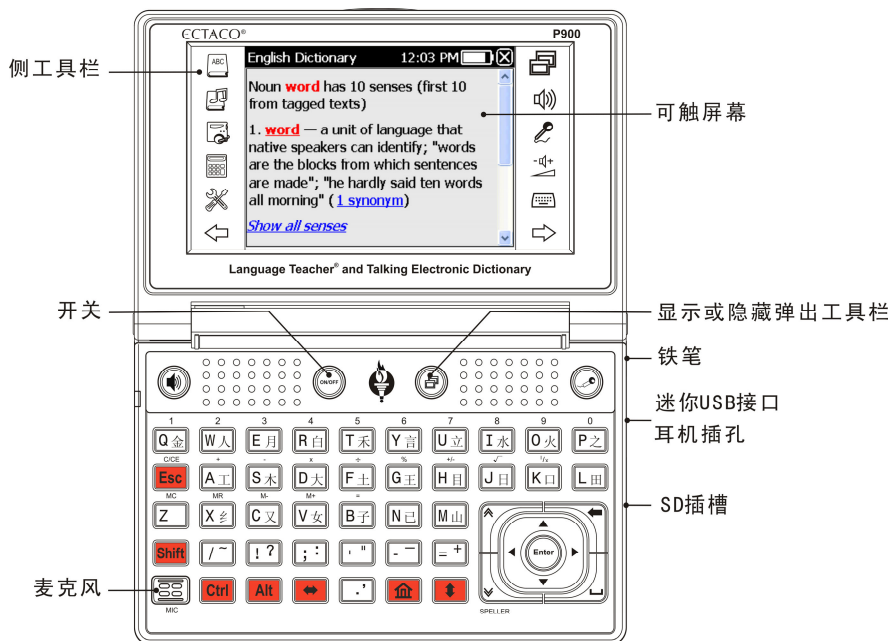 ECTACO® P900
ABC
English Dictionary 12:03 PM
Noun word has 10 senses (first 10
from tagged texts)
1. word — a unit of language that
native speakers can identify; "words
are the blocks from which sentences
are made"; "he hardly said ten words
all morning" ( 1 synonym)
Show all senses
- +
Language Teacher® and Talking Electronic Dictionary
侧工具栏
可触屏幕
开关
显示或隐藏弹出工具栏
铁笔
迷你USB接口
耳机插孔
SD插槽
麦克风
ON/OFF
1 2 3 4 5 6 7 8 9 0
Q金 W人 E月 R白 T禾 Y言 U立 I水 O火 P之
C/CE + - x ÷ % +/- √ ¹/x
Esc A工 S木 D大 F土 G王 H目 J日 K口 L田
MC MR M- M+ =
Z X纟 C又 V女 B子 N已 M山
Shift / ~ ! ? ; : ' " - — = +
Ctrl Alt . ’
MIC
Enter
SPELLER